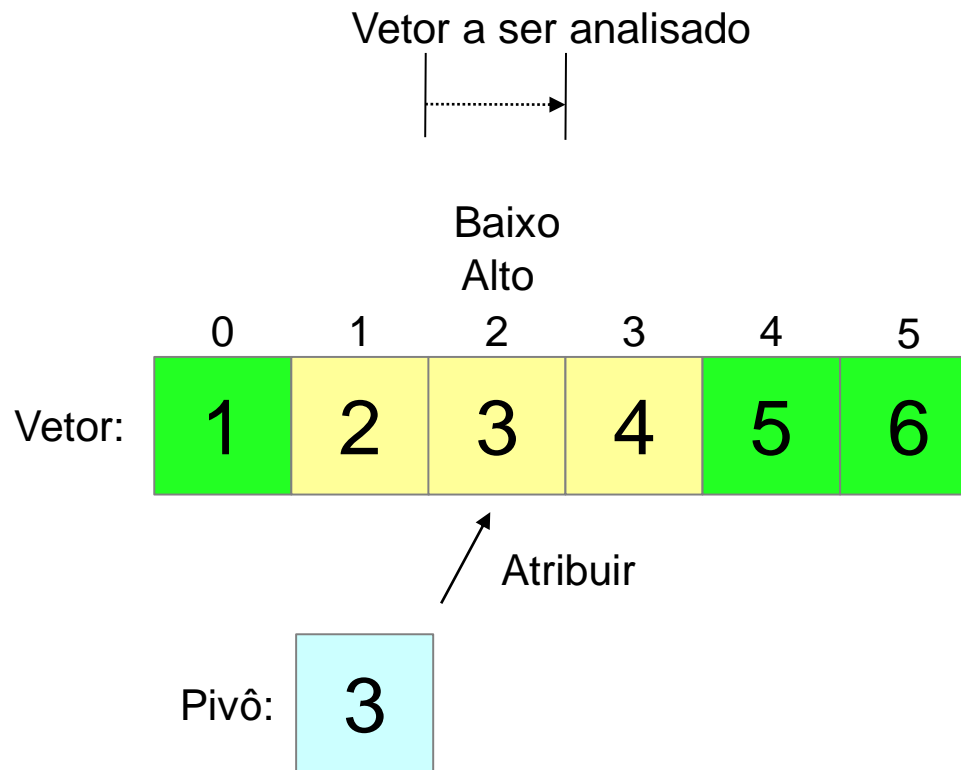 Vetor a ser analisado
Baixo
Alto
0 1 2 3 4 5
Vetor: 1 2 3 4 5 6
Atribuir
Pivô: 3